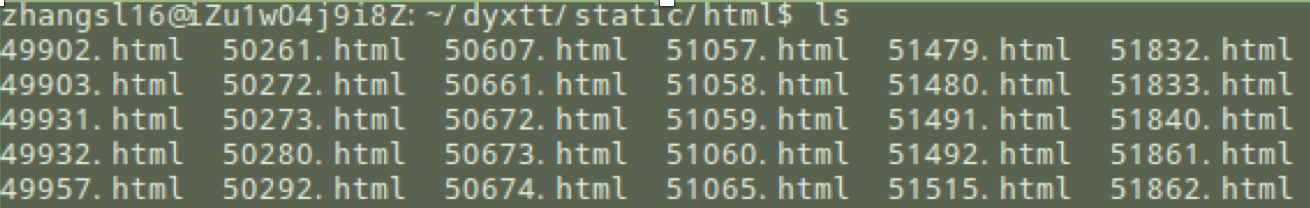 zhangsl16@iZu1w04j9i8Z:~/dyxtt/static/html$ ls
49902.html 50261.html 50607.html 51057.html 51479.html 51832.html
49903.html 50272.html 50661.html 51058.html 51480.html 51833.html
49931.html 50273.html 50672.html 51059.html 51491.html 51840.html
49932.html 50280.html 50673.html 51060.html 51492.html 51861.html
49957.html 50292.html 50674.html 51065.html 51515.html 51862.html